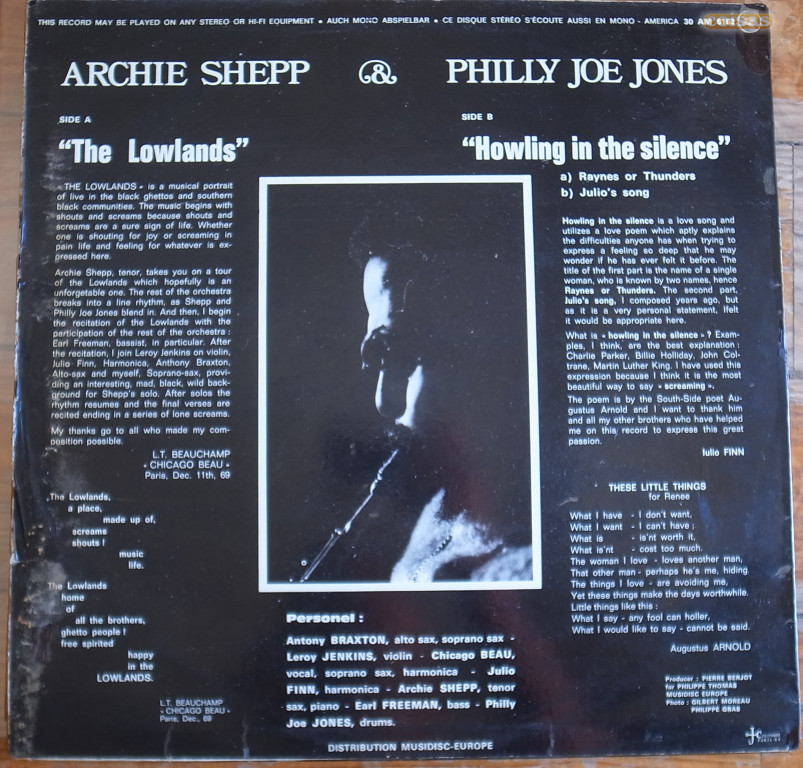 THIS RECORD MAY BE PLAYED ON ANY STEREO OR HI-FI EQUIPMENT • AUCH MONO ABSPIELBAR • CE DISQUE STÉRÉO S'ÉCOUTE AUSSI EN MONO - AMERICA 30 AM 6102
ARCHIE SHEPP & PHILLY JOE JONES
SIDE A
"The Lowlands"
« THE LOWLANDS » is a musical portrait
of live in the black ghettos and southern
black communities. The music begins with
shouts and screams because shouts and
screams are a sure sign of life. Whether
one is shouting for joy or screaming in
pain life and feeling for whatever is ex-
pressed here.
Archie Shepp, tenor, takes you on a tour
of the Lowlands which hopefully is an
unforgetable one. The rest of the orchestra
breaks into a line rhythm, as Shepp and
Philly Joe Jones blend in. And then, I begin
the recitation of the Lowlands with the
participation of the rest of the orchestra :
Earl Freeman, bassist, in particular. After
the recitation, I join Leroy Jenkins on violin,
Julio Finn, Harmonica, Anthony Braxton,
Alto-sax and myself, Soprano-sax, provi-
ding an interesting, mad, black, wild back-
ground for Shepp's solo. After solos the
rhythm resumes and the final verses are
recited ending in a series of lone screams.
My thanks go to all who made my com-
position possible.
L.T. BEAUCHAMP
« CHICAGO BEAU »
Paris, Dec. 11th, 69
The Lowlands,
a place,
made up of,
screams
shouts !
music
life.
The Lowlands
home
of
all the brothers,
ghetto people !
free spirited
happy
in the
LOWLANDS.
L.T. BEAUCHAMP
« CHICAGO BEAU »
Paris, Dec., 69
Personel :
Antony BRAXTON, alto sax, soprano sax -
Leroy JENKINS, violin - Chicago BEAU,
vocal, soprano sax, harmonica - Julio
FINN, harmonica - Archie SHEPP, tenor
sax, piano - Earl FREEMAN, bass - Philly
Joe JONES, drums.
DISTRIBUTION MUSIDISC-EUROPE
SIDE B
"Howling in the silence"
a) Raynes or Thunders
b) Julio's song
Howling in the silence is a love song and
utilizes a love poem which aptly explains
the difficulties anyone has when trying to
express a feeling so deep that he may
wonder if he has ever felt it before. The
title of the first part is the name of a single
woman, who is known by two names, hence
Raynes or Thunders. The second part,
Julio's song, I composed years ago, but
as it is a very personal statement, Ifelt
it would be appropriate here.
What is « howling in the silence » ? Exam-
ples, I think, are the best explanation :
Charlie Parker, Billie Holliday, John Col-
trane, Martin Luther King. I have used this
expression because I think it is the most
beautiful way to say « screaming ».
The poem is by the South-Side poet Au-
gustus Arnold and I want to thank him
and all my other brothers who have helped
me on this record to express this great
passion.
Iulio FINN
THESE LITTLE THINGS
for Renee
What I have - I don't want,
What I want - I can't have ;
What is - is'nt worth it,
What is'nt - cost too much.
The woman I love - loves another man,
That other man - perhaps he's me, hiding.
The things I love - are avoiding me,
Yet these things make the days worthwhile.
Little things like this :
What I say - any fool can holler,
What I would like to say - cannot be said.
Augustus ARNOLD
Producer : PIERRE BERJOT
for PHILIPPE THOMAS
MUSIDISC EUROPE
Photo : GILBERT MOREAU
PHILIPPE GRAS